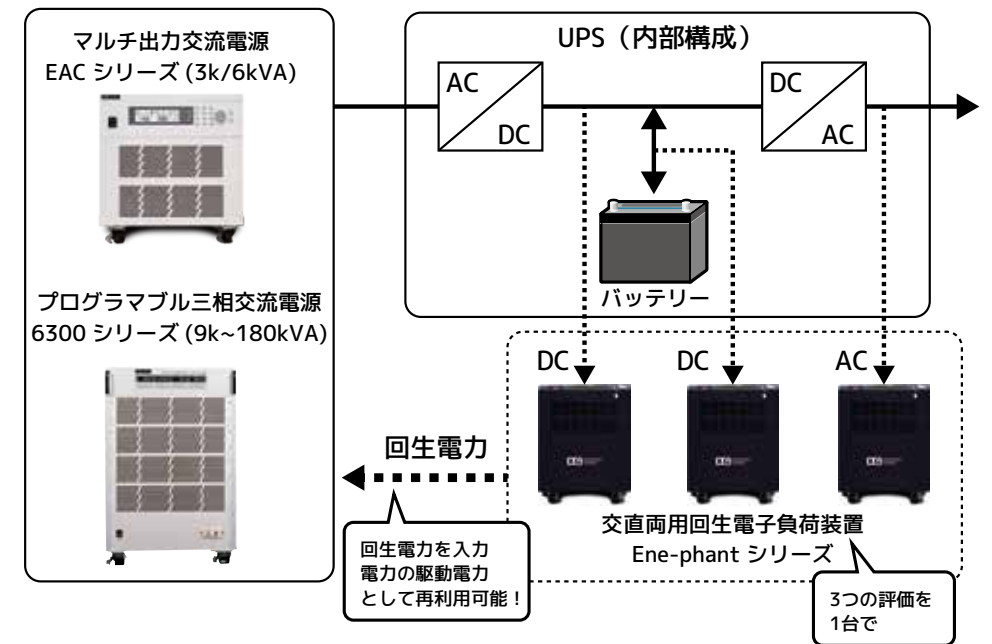 マルチ出力交流電源
EAC シリーズ (3k/6kVA)
プログラマブル三相交流電源
6300 シリーズ (9k~180kVA)
UPS（内部構成）
AC
DC
DC
AC
バッテリー
DC
DC
AC
回生電力
交直両用回生電子負荷装置
Ene-phant シリーズ
回生電力を入力
電力の駆動電力
として再利用可能！
3つの評価を
1台で